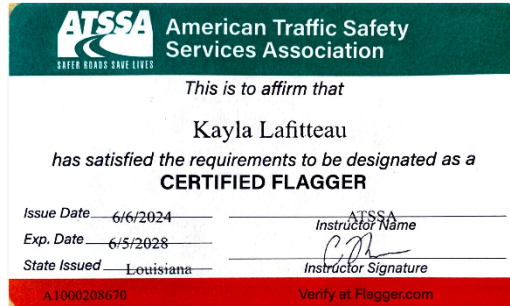 ATSSA
SAFER ROADS SAVE LIVES
American Traffic Safety
Services Association
This is to affirm that
Kayla Lafitteau
has satisfied the requirements to be designated as a
CERTIFIED FLAGGER
Issue Date 6/6/2024
ATSSA
Instructor Name
Exp. Date 6/5/2028
State Issued Louisiana
Instructor Signature
A1000208670
Verify at Flagger.com